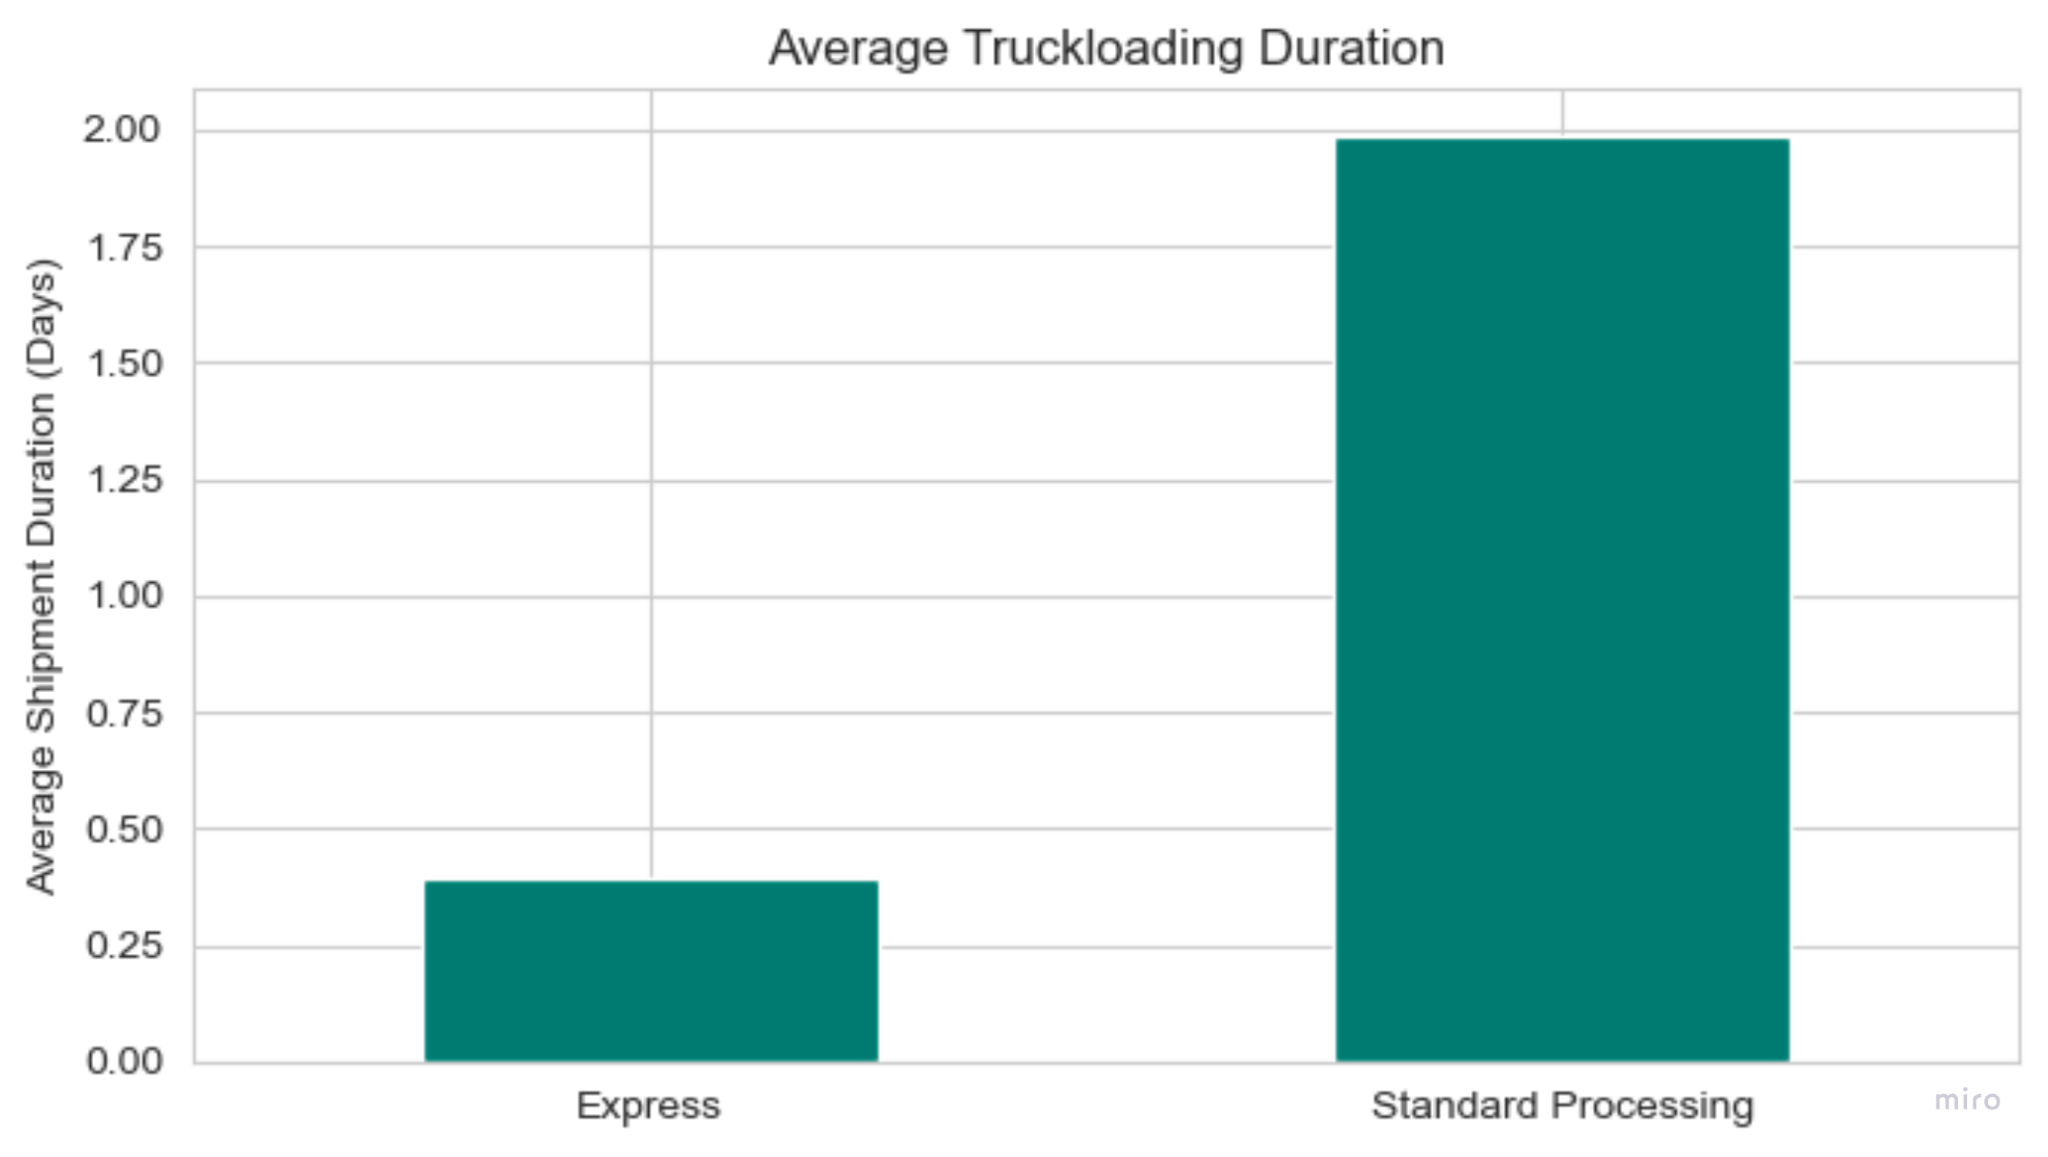 Average Truckloading Duration
Average Shipment Duration (Days)
2.00
1.75
1.50
1.25
1.00
0.75
0.50
0.25
0.00
Express
Standard Processing
miro